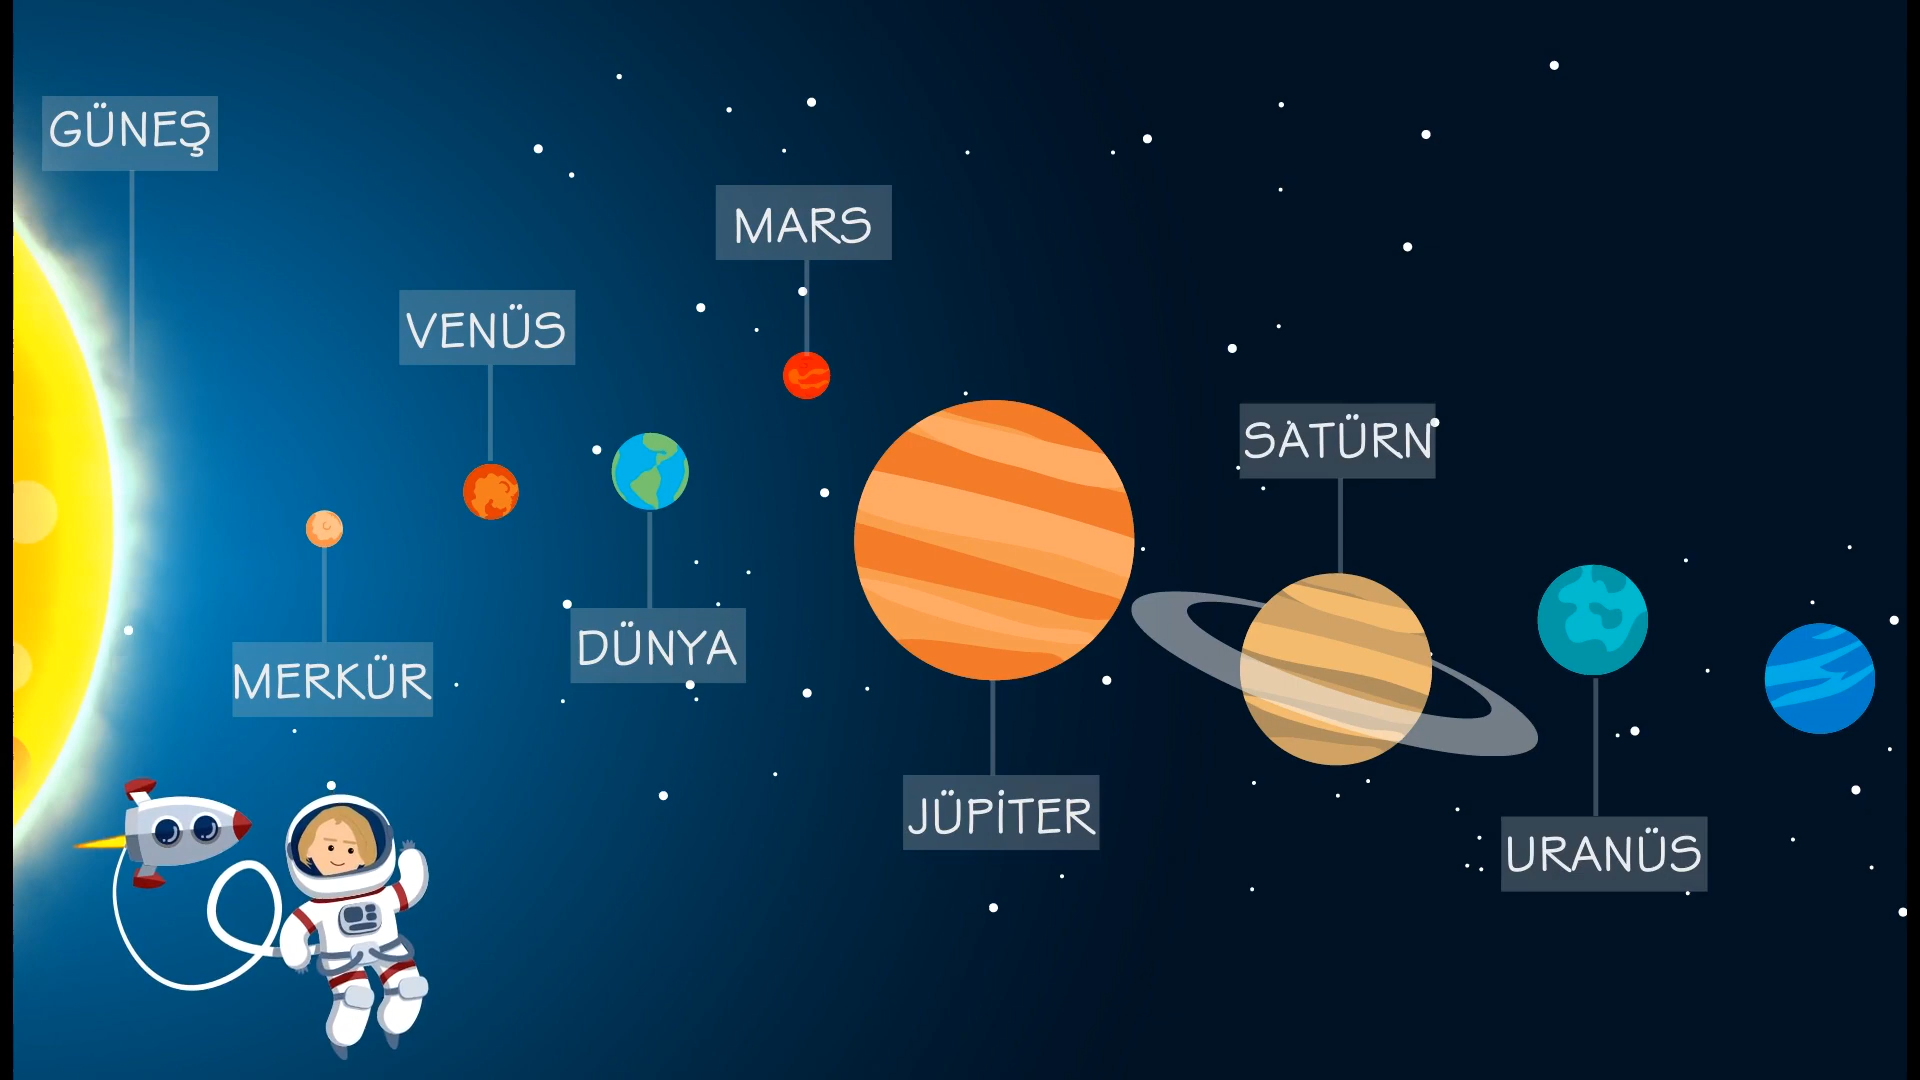 GÜNEŞ
MERKÜR
VENÜS
DÜNYA
MARS
JÜPİTER
SATÜRN
URANÜS